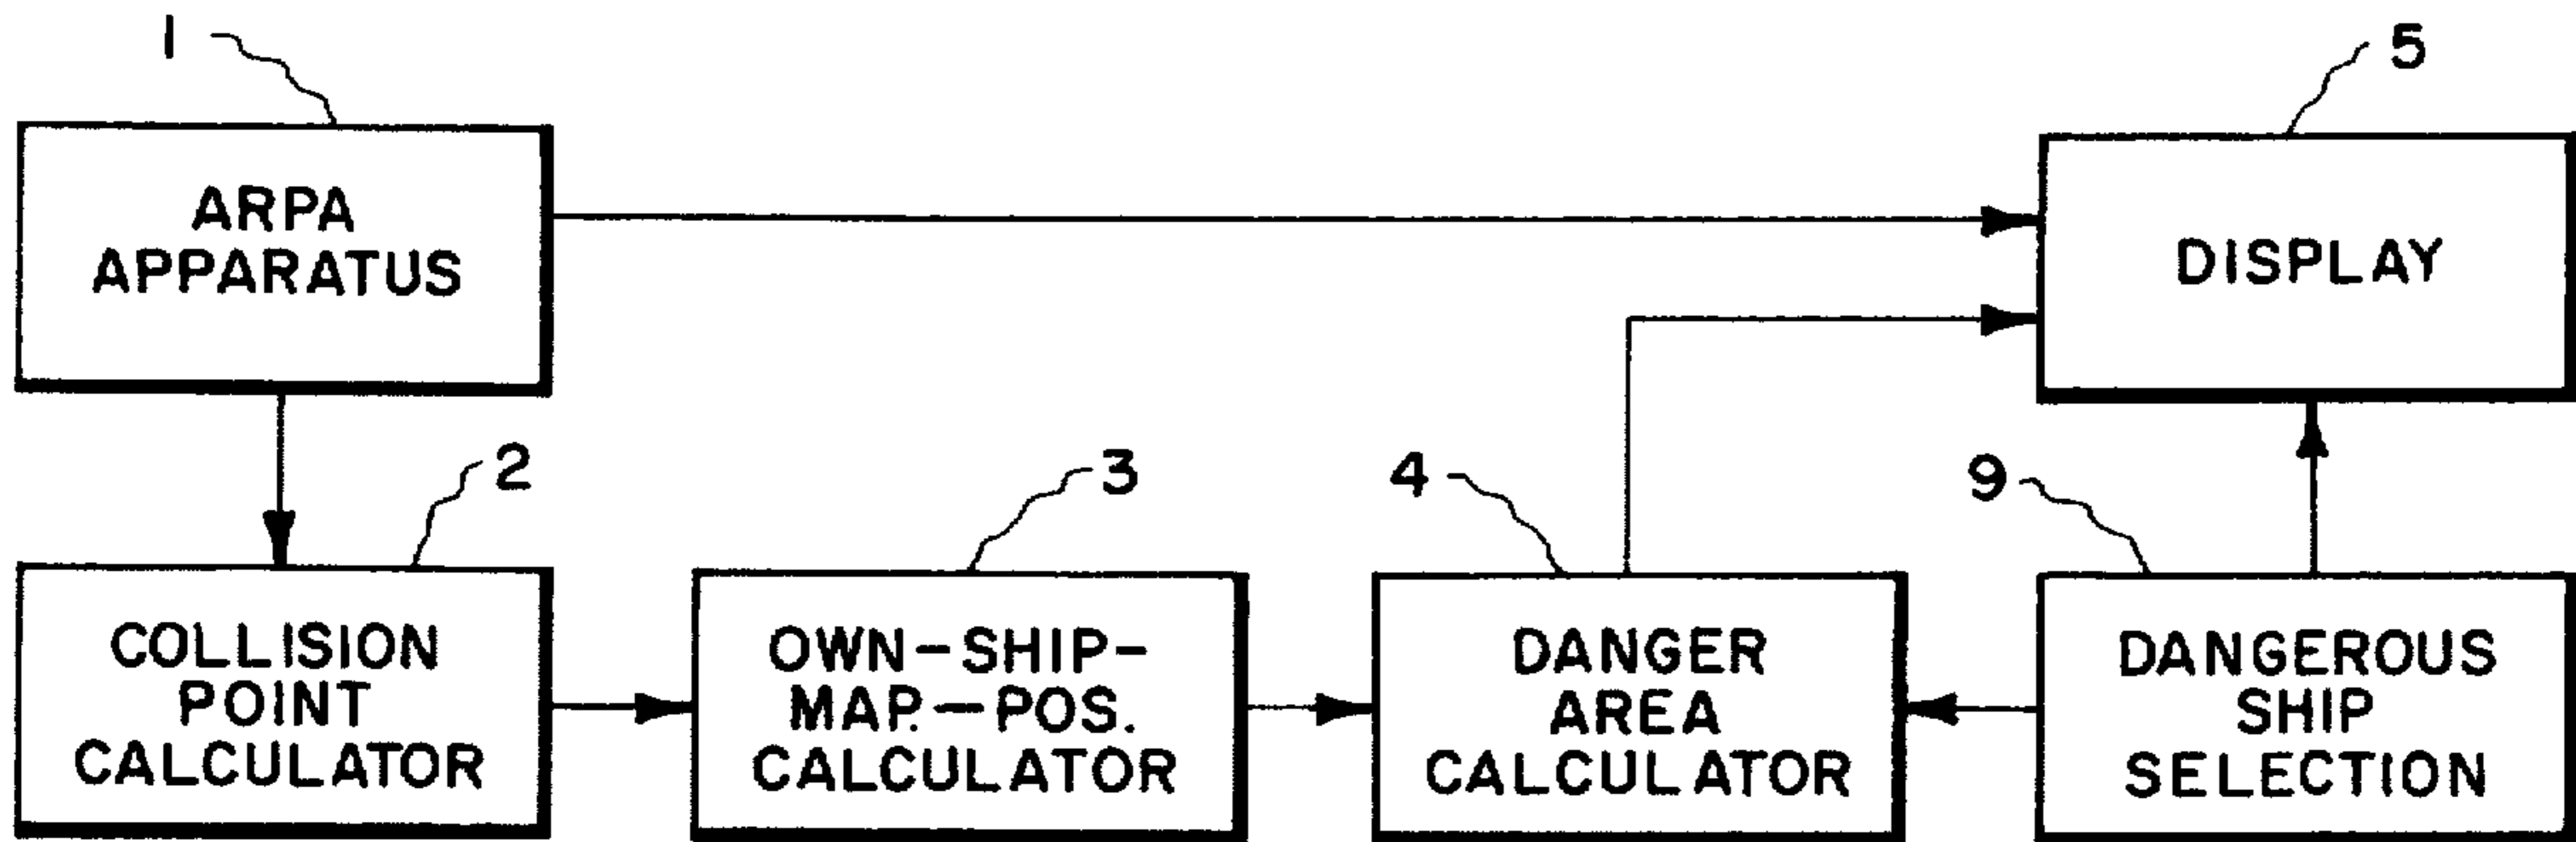 1
ARPA
APPARATUS
5
DISPLAY
2
COLLISION
POINT
CALCULATOR
3
OWN-SHIP-
MAP.-POS.
CALCULATOR
4
DANGER
AREA
CALCULATOR
9
DANGEROUS
SHIP
SELECTION